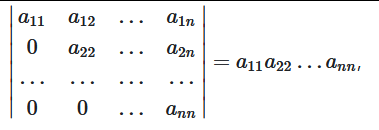 | a₁₁ a₁₂ … a₁ₙ |
| 0 a₂₂ … a₂ₙ |
| … … … … | = a₁₁a₂₂ … aₙₙ,
| 0 0 … aₙₙ |